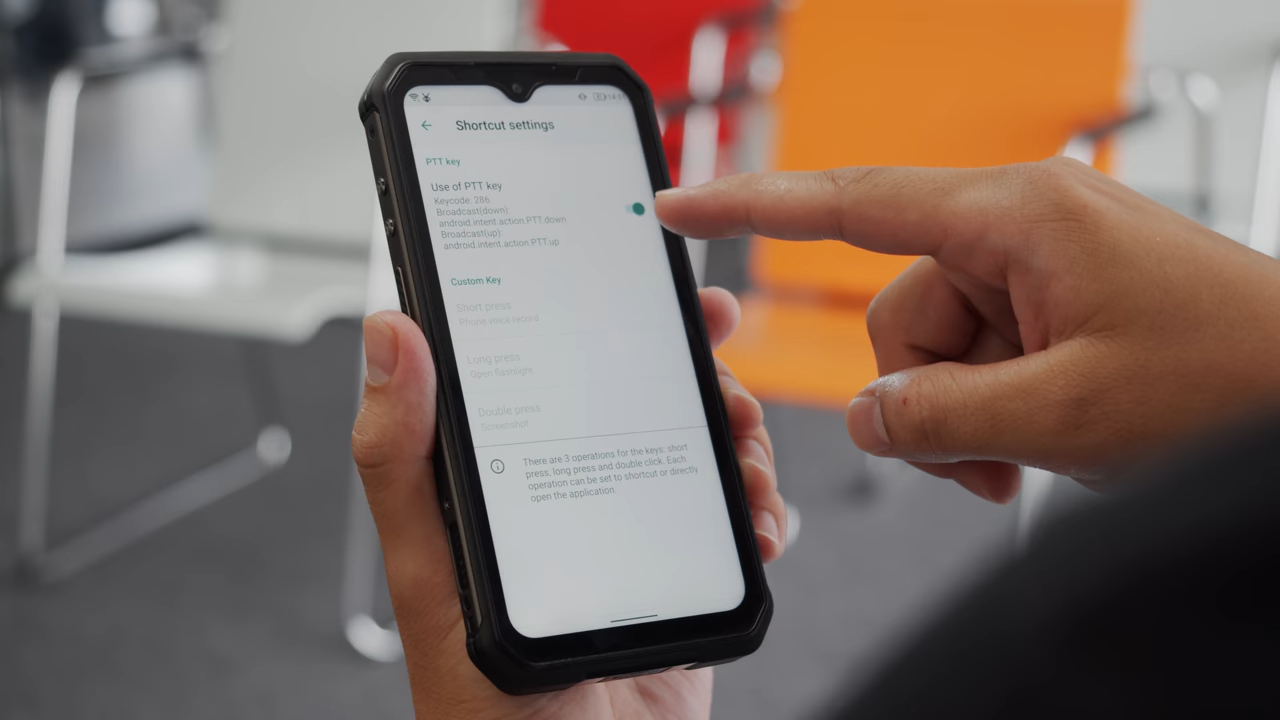 Shortcut settings
PTT key
Use of PTT key
Keycode: 286
Broadcast(down)
android.intent.action.PTT.down
Broadcast(up)
android.intent.action.PTT.up
Custom Key
Short press
Phone voice record
Long press
Open flashlight
Double press
Screenshot
There are 3 operations for the keys: short
press, long press and double click. Each
operation can be set to shortcut or directly
open the application.